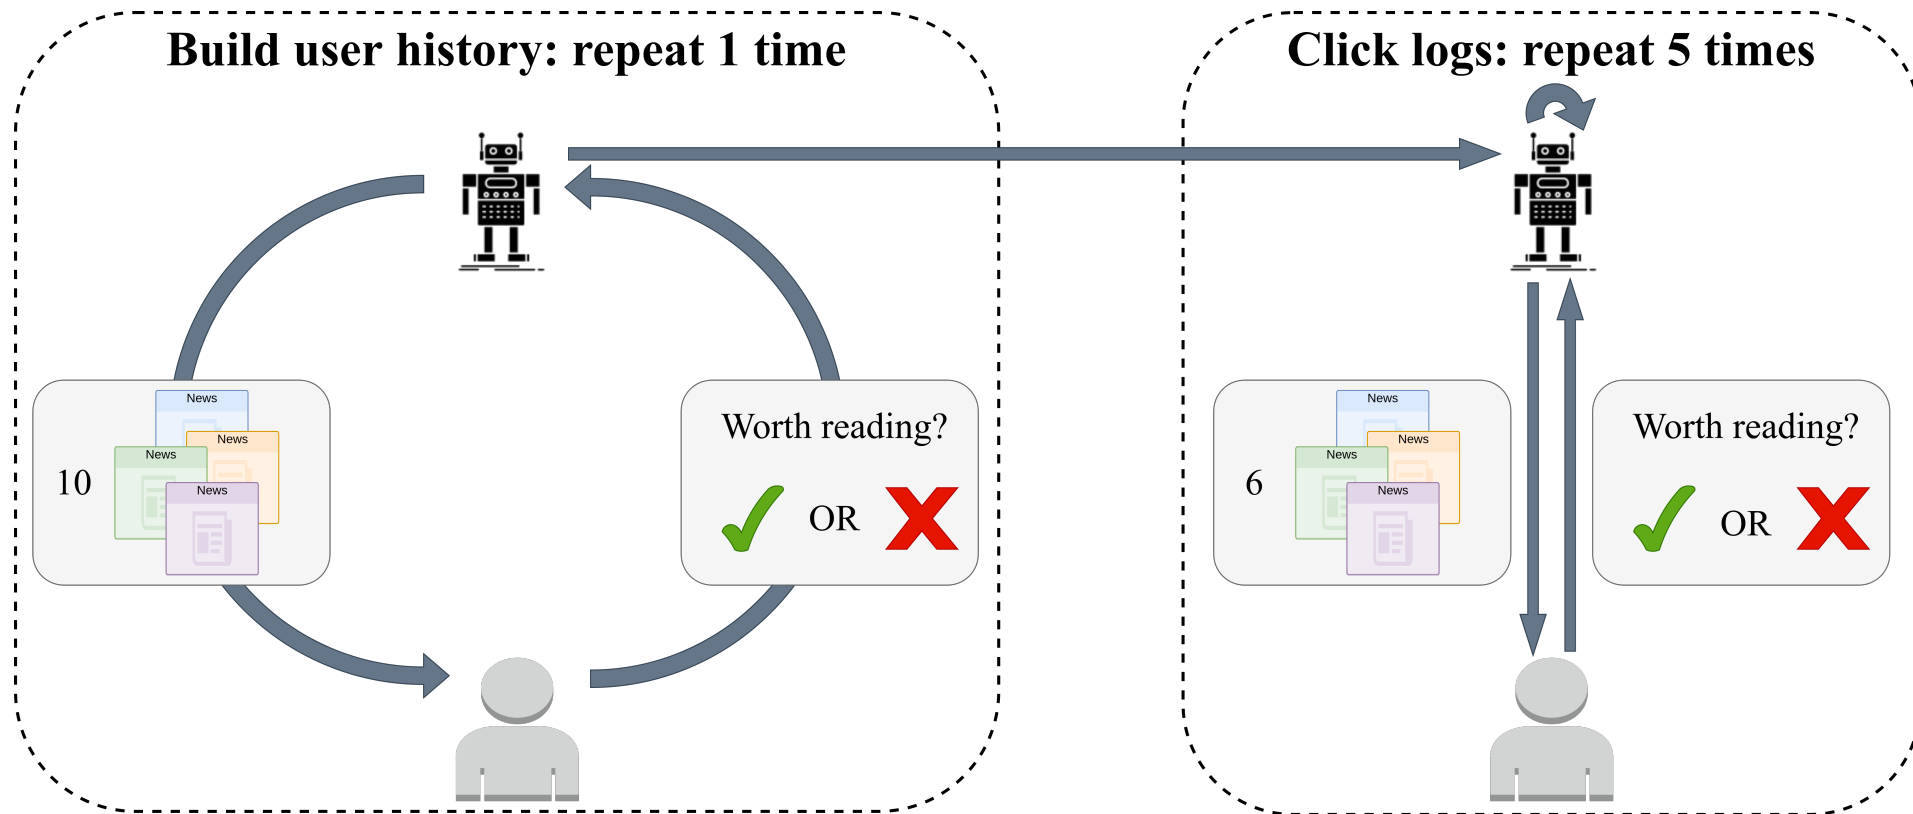 Build user history: repeat 1 time
10
News
News
News
News
Worth reading?
OR
Click logs: repeat 5 times
6
News
News
News
News
Worth reading?
OR